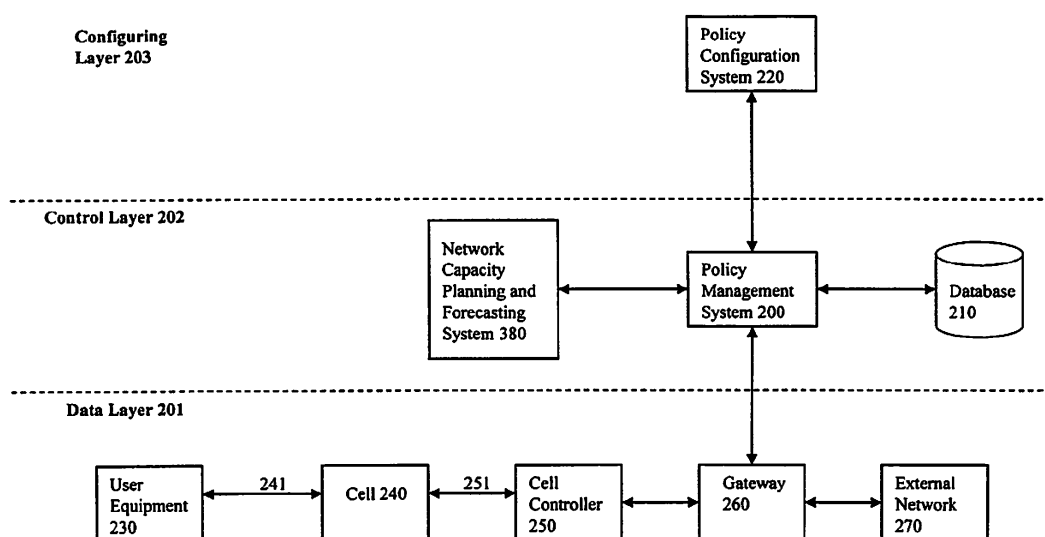 Configuring
Layer 203
Policy
Configuration
System 220
Control Layer 202
Network
Capacity
Planning and
Forecasting
System 380
Policy
Management
System 200
Database
210
Data Layer 201
User
Equipment
230
241
Cell 240
251
Cell
Controller
250
Gateway
260
External
Network
270